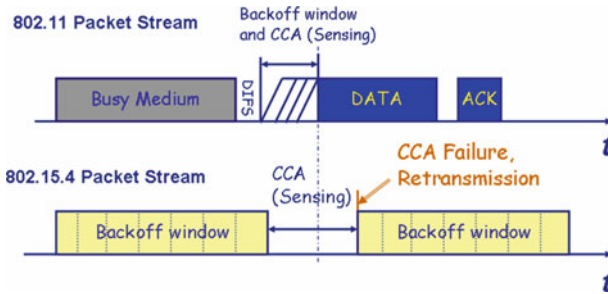 802.11 Packet Stream
Backoff window
and CCA (Sensing)
Busy Medium
DIFS
DATA
ACK
t
802.15.4 Packet Stream
CCA
(Sensing)
CCA Failure,
Retransmission
Backoff window
Backoff window
t